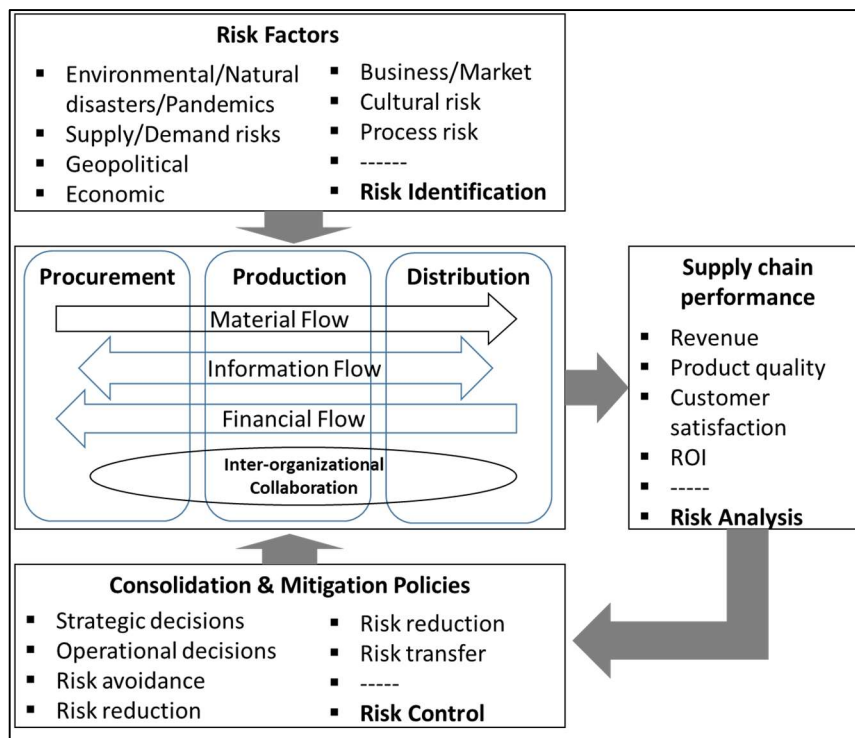 Risk Factors
▪ Environmental/Natural
disasters/Pandemics
▪ Supply/Demand risks
▪ Geopolitical
▪ Economic
▪ Business/Market
▪ Cultural risk
▪ Process risk
▪ ------
▪ Risk Identification
Procurement
Production
Distribution
Material Flow
Information Flow
Financial Flow
Inter-organizational
Collaboration
Supply chain
performance
▪ Revenue
▪ Product quality
▪ Customer
satisfaction
▪ ROI
▪ -----
▪ Risk Analysis
Consolidation & Mitigation Policies
▪ Strategic decisions
▪ Operational decisions
▪ Risk avoidance
▪ Risk reduction
▪ Risk reduction
▪ Risk transfer
▪ -----
▪ Risk Control